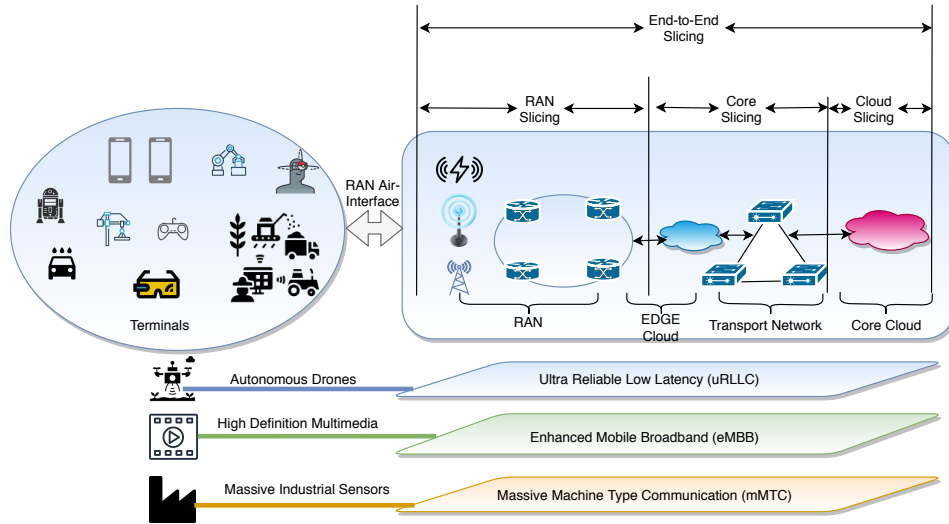 End-to-End
Slicing
RAN
Slicing
Core
Slicing
Cloud
Slicing
RAN Air-
Interface
Terminals
RAN
EDGE
Cloud
Transport Network
Core Cloud
Autonomous Drones
Ultra Reliable Low Latency (uRLLC)
High Definition Multimedia
Enhanced Mobile Broadband (eMBB)
Massive Industrial Sensors
Massive Machine Type Communication (mMTC)